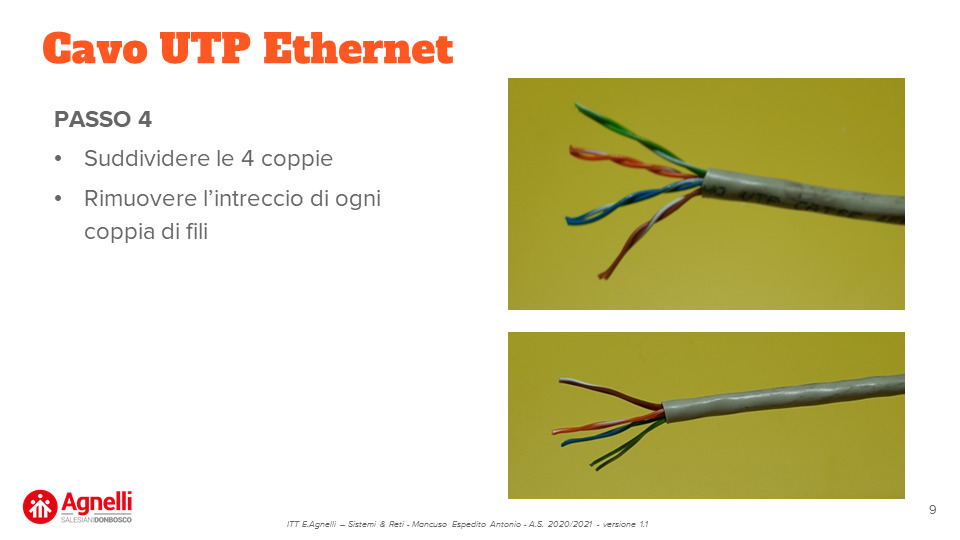 Cavo UTP Ethernet
PASSO 4
• Suddividere le 4 coppie
• Rimuovere l’intreccio di ogni
coppia di fili
UTP
Agnelli
SALESIANIDONBOSCO
ITT E.Agnelli – Sistemi & Reti - Mancuso Espedito Antonio - A.S. 2020/2021 - versione 1.1
9